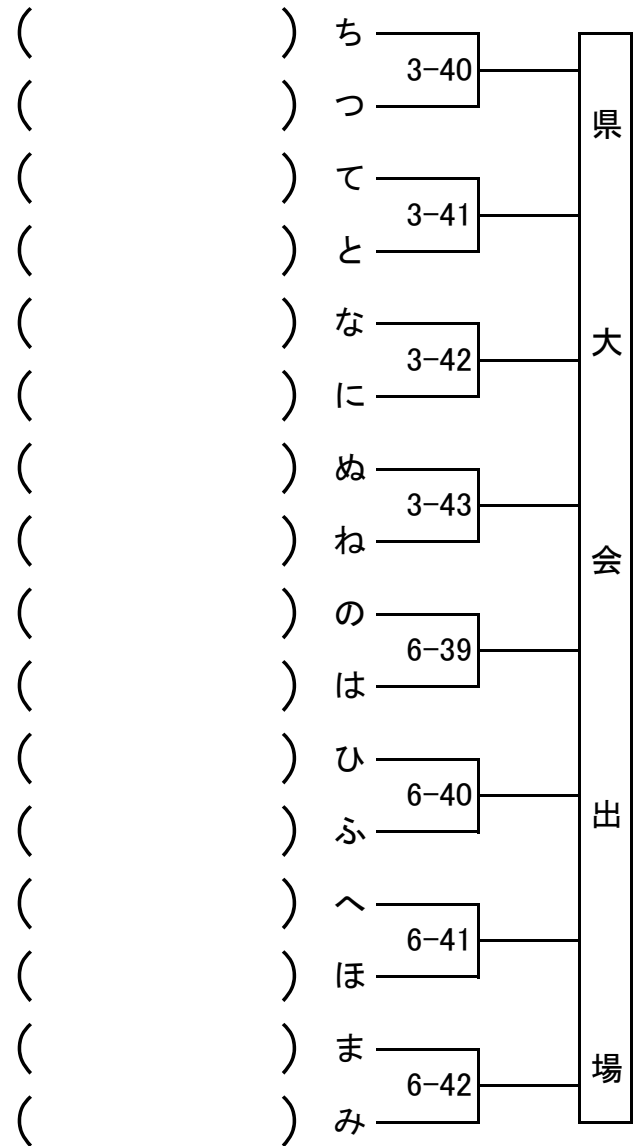 ( ) ち
3-40
( ) つ
( ) て
3-41
( ) と
( ) な
3-42
( ) に
( ) ぬ
3-43
( ) ね
( ) の
6-39
( ) は
( ) ひ
6-40
( ) ふ
( ) へ
6-41
( ) ほ
( ) ま
6-42
( ) み
県大会出場